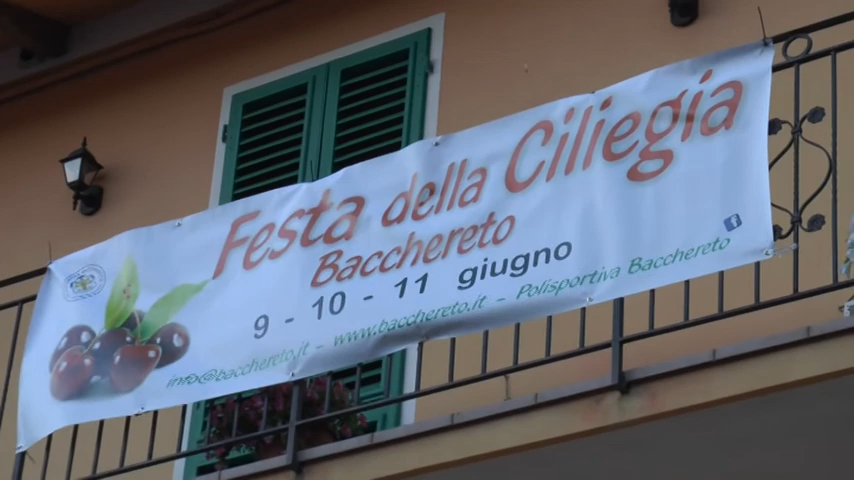 Festa della Ciliegia
Bacchereto
9 - 10 - 11 giugno
info@bacchereto.it - www.bacchereto.it - Polisportiva Bacchereto
f